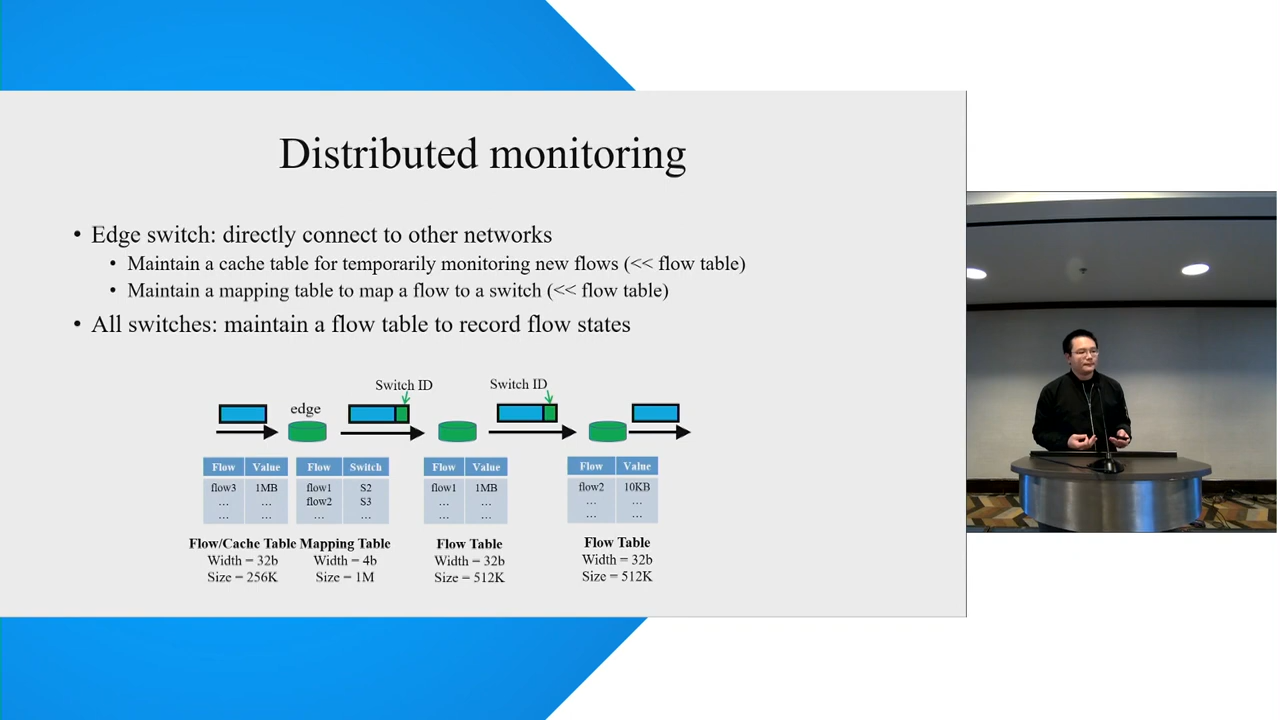 Distributed monitoring
• Edge switch: directly connect to other networks
• Maintain a cache table for temporarily monitoring new flows (<< flow table)
• Maintain a mapping table to map a flow to a switch (<< flow table)
• All switches: maintain a flow table to record flow states
Switch ID
Switch ID
edge
Flow Value
flow3 1MB
... ...
... ...
Flow/Cache Table
Width = 32b
Size = 256K
Flow Switch
flow1 S2
flow2 S3
... ...
Mapping Table
Width = 4b
Size = 1M
Flow Value
flow1 1MB
... ...
... ...
Flow Table
Width = 32b
Size = 512K
Flow Value
flow2 10KB
... ...
... ...
Flow Table
Width = 32b
Size = 512K